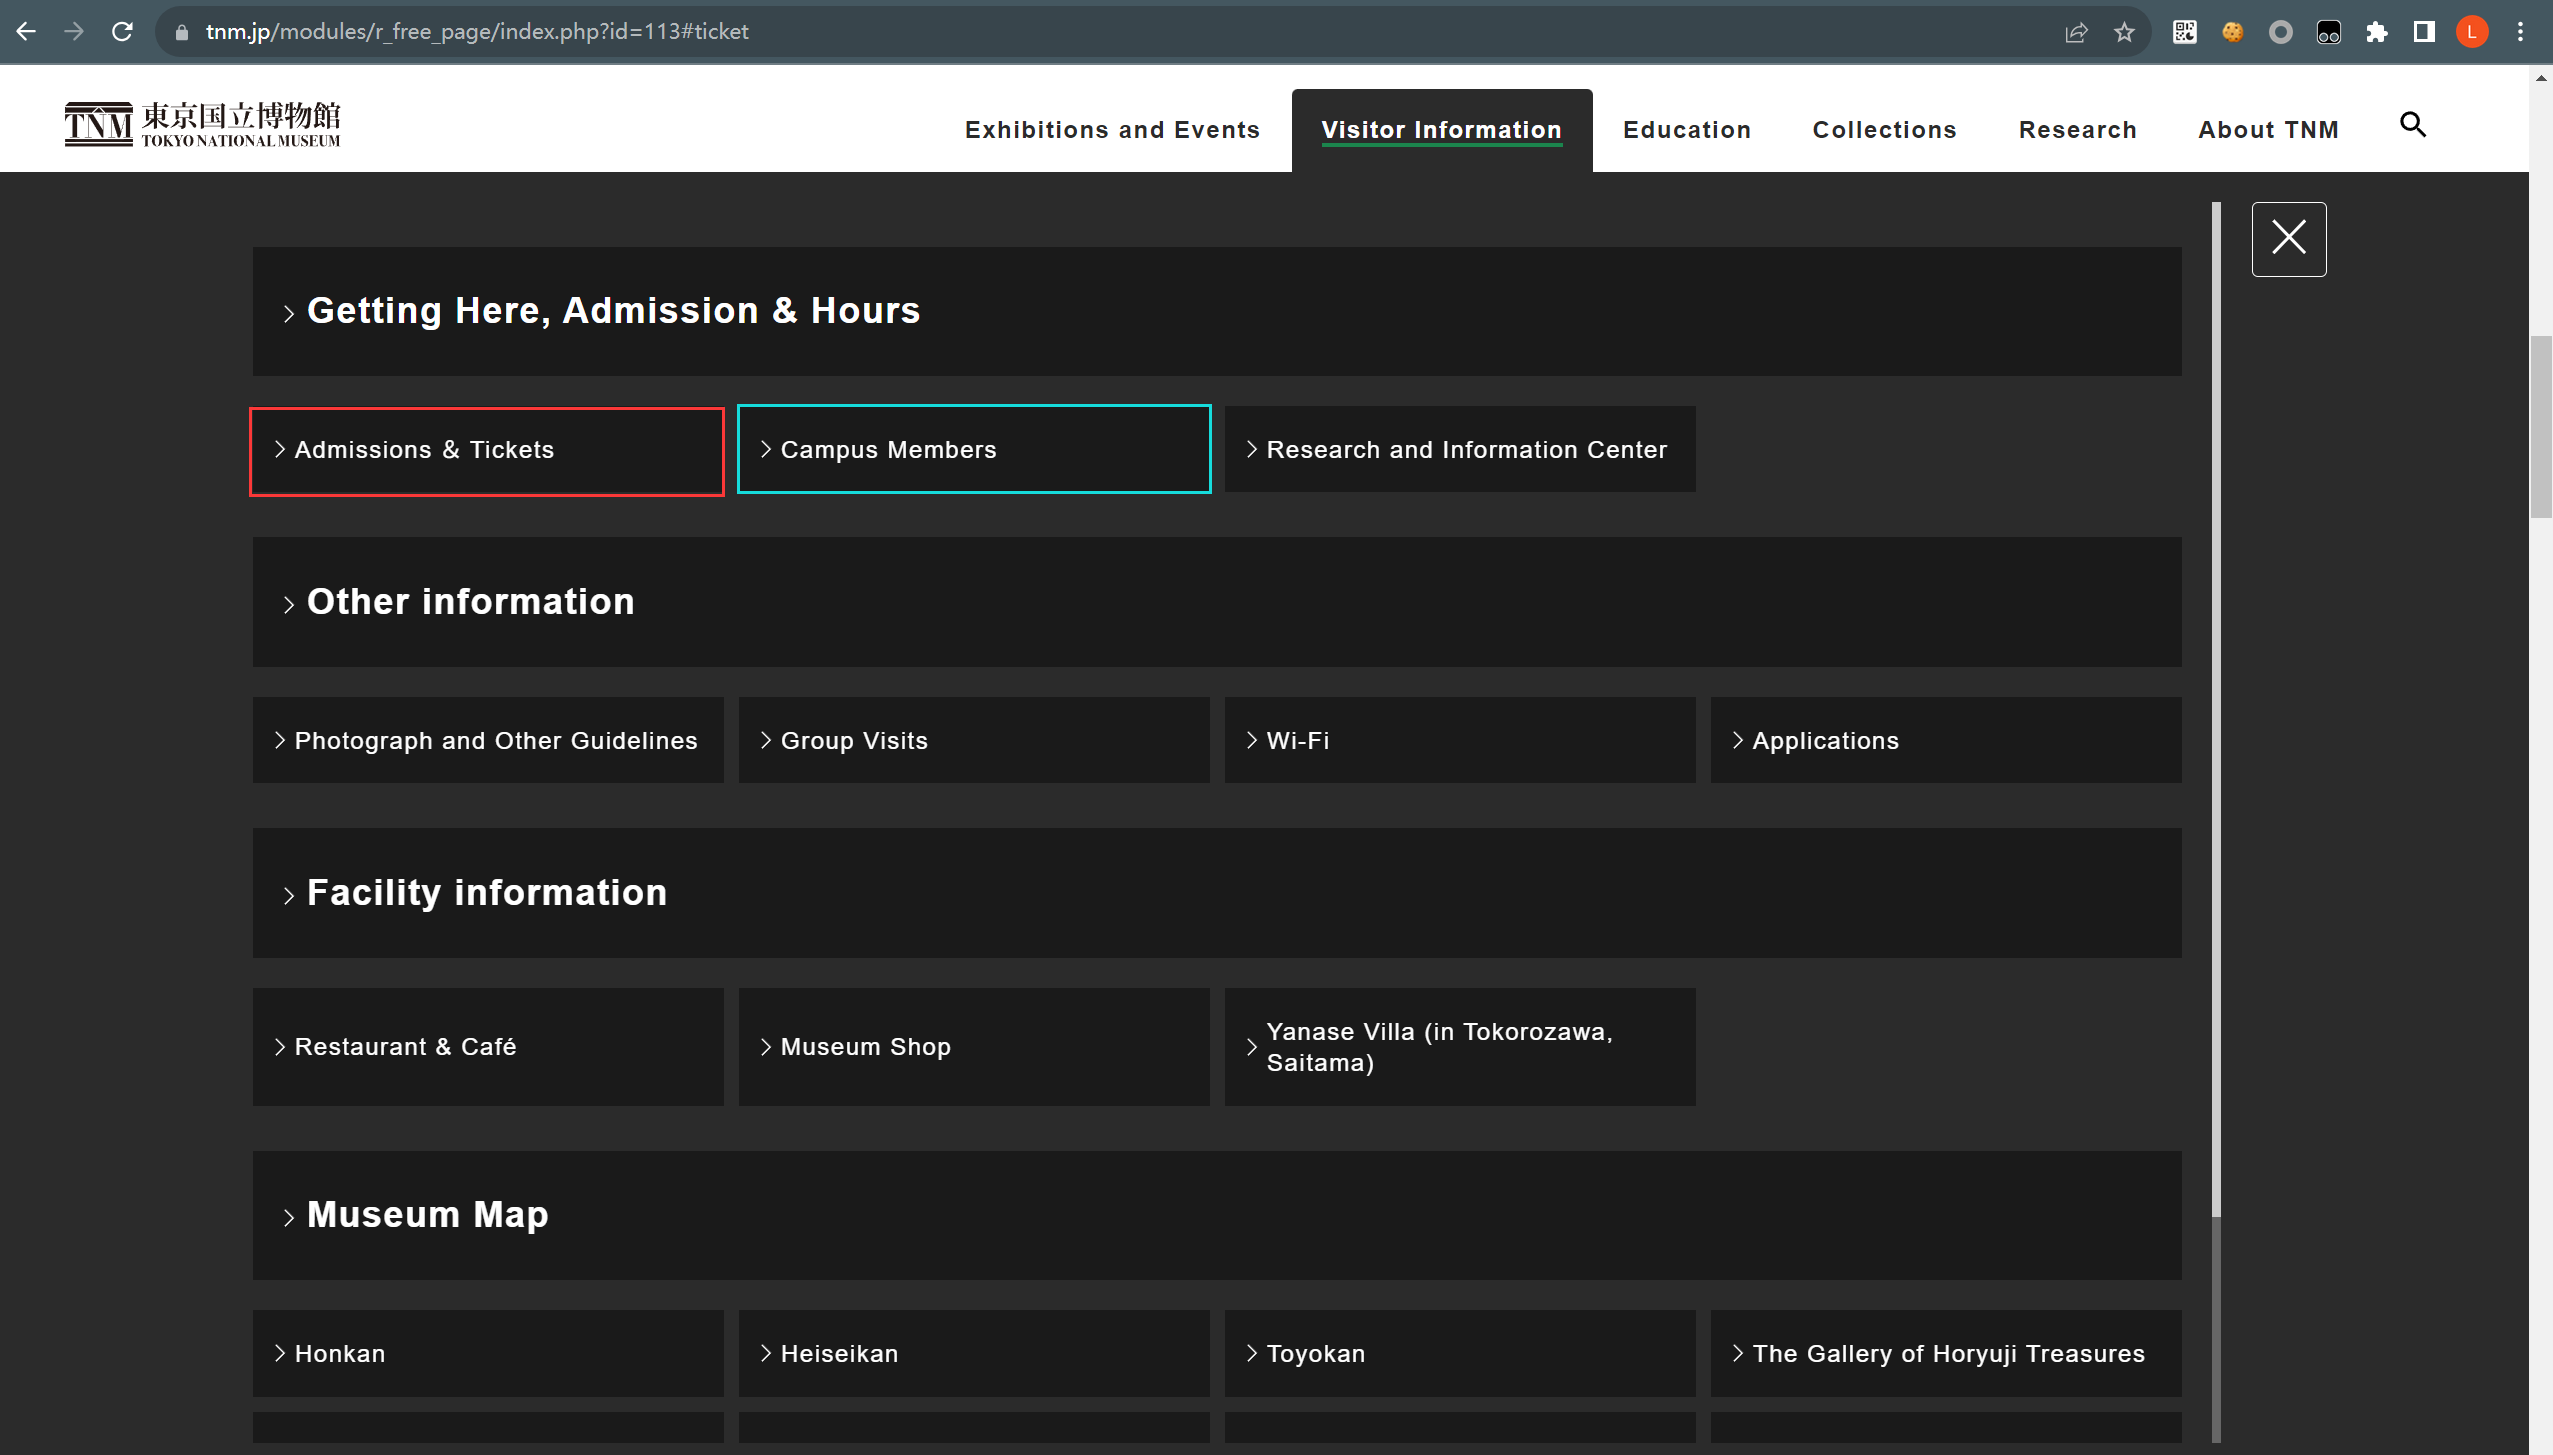 tnm.jp/modules/r_free_page/index.php?id=113#ticket
L
TNM 東京国立博物館
TOKYO NATIONAL MUSEUM
Exhibitions and Events
Visitor Information
Education
Collections
Research
About TNM
Getting Here, Admission & Hours
Admissions & Tickets
Campus Members
Research and Information Center
Other information
Photograph and Other Guidelines
Group Visits
Wi-Fi
Applications
Facility information
Restaurant & Café
Museum Shop
Yanase Villa (in Tokorozawa,
Saitama)
Museum Map
Honkan
Heiseikan
Toyokan
The Gallery of Horyuji Treasures